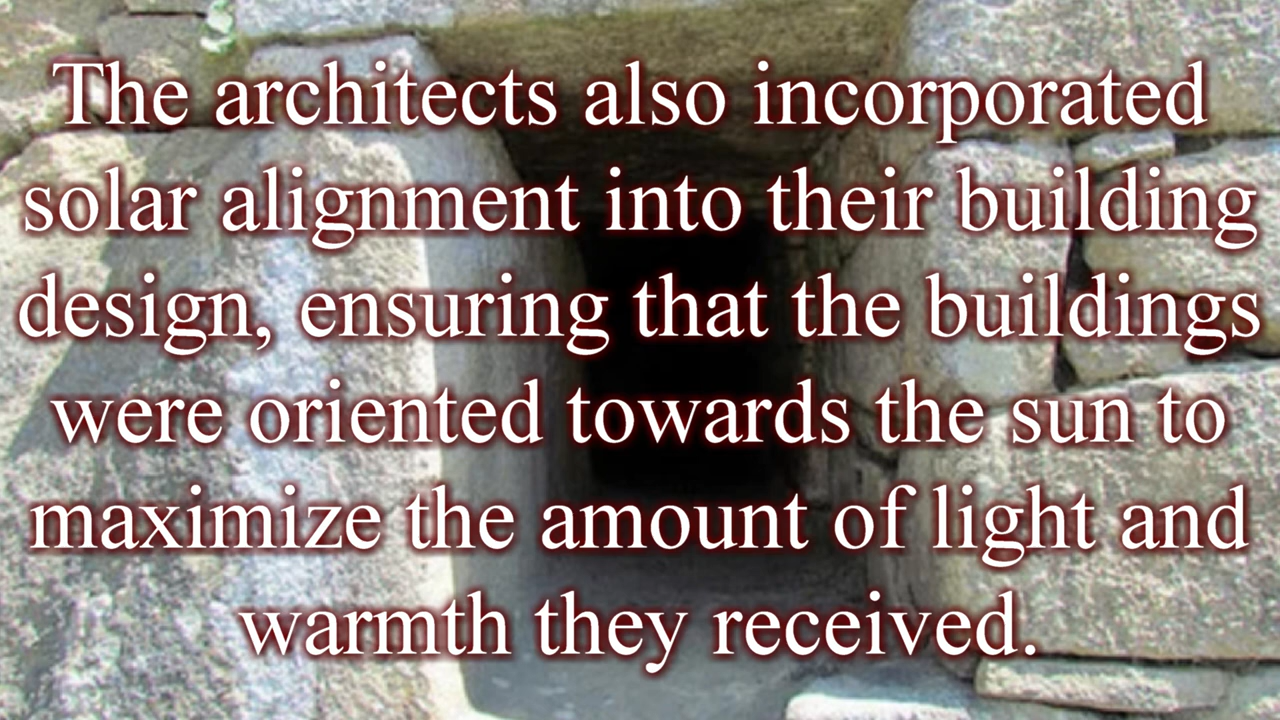 The architects also incorporated
solar alignment into their building
design, ensuring that the buildings
were oriented towards the sun to
maximize the amount of light and
warmth they received.